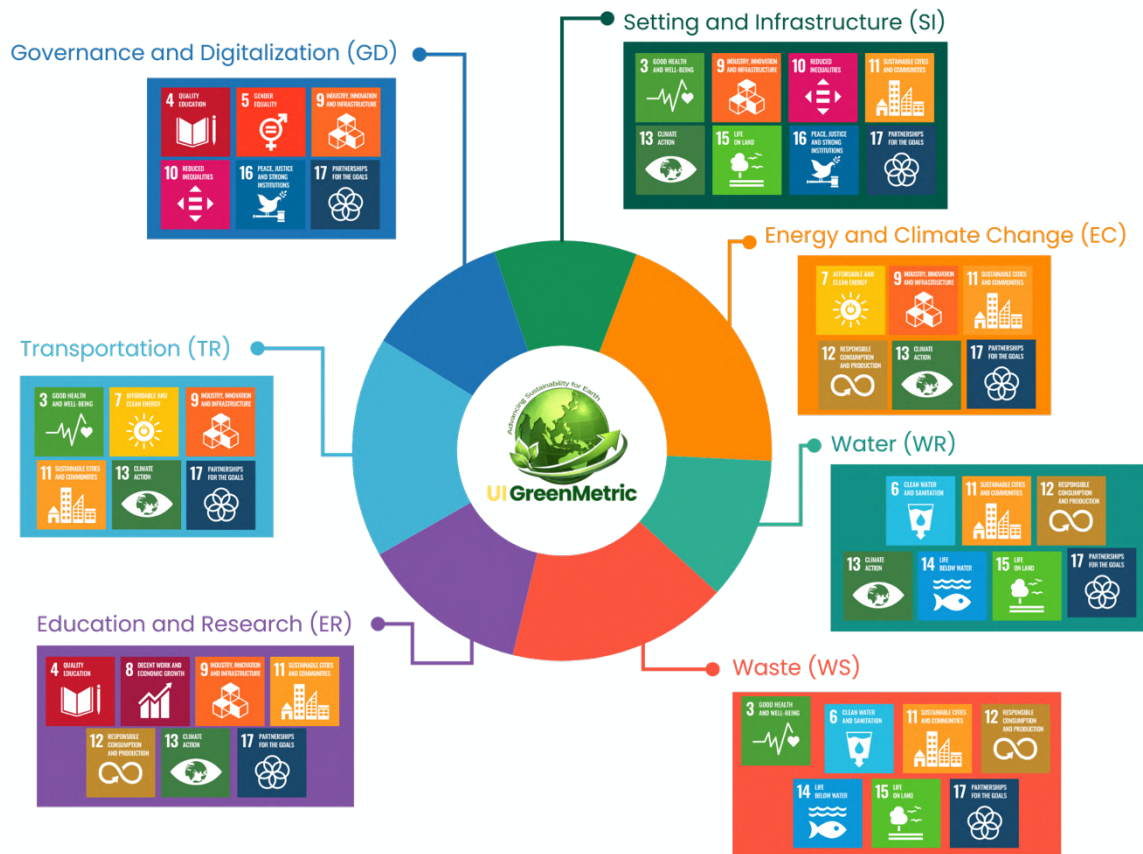 Setting and Infrastructure (SI)
3 GOOD HEALTH
AND WELL-BEING
9 INDUSTRY, INNOVATION
AND INFRASTRUCTURE
10 REDUCED
INEQUALITIES
11 SUSTAINABLE CITIES
AND COMMUNITIES
13 CLIMATE
ACTION
15 LIFE
ON LAND
16 PEACE, JUSTICE
AND STRONG
INSTITUTIONS
17 PARTNERSHIPS
FOR THE GOALS
Governance and Digitalization (GD)
4 QUALITY
EDUCATION
5 GENDER
EQUALITY
9 INDUSTRY, INNOVATION
AND INFRASTRUCTURE
10 REDUCED
INEQUALITIES
16 PEACE, JUSTICE
AND STRONG
INSTITUTIONS
17 PARTNERSHIPS
FOR THE GOALS
Energy and Climate Change (EC)
7 AFFORDABLE AND
CLEAN ENERGY
9 INDUSTRY, INNOVATION
AND INFRASTRUCTURE
11 SUSTAINABLE CITIES
AND COMMUNITIES
12 RESPONSIBLE
CONSUMPTION
AND PRODUCTION
13 CLIMATE
ACTION
17 PARTNERSHIPS
FOR THE GOALS
Transportation (TR)
3 GOOD HEALTH
AND WELL-BEING
7 AFFORDABLE AND
CLEAN ENERGY
9 INDUSTRY, INNOVATION
AND INFRASTRUCTURE
11 SUSTAINABLE CITIES
AND COMMUNITIES
13 CLIMATE
ACTION
17 PARTNERSHIPS
FOR THE GOALS
Advancing Sustainability for Earth
UI GreenMetric
Water (WR)
6 CLEAN WATER
AND SANITATION
11 SUSTAINABLE CITIES
AND COMMUNITIES
12 RESPONSIBLE
CONSUMPTION
AND PRODUCTION
13 CLIMATE
ACTION
14 LIFE
BELOW WATER
15 LIFE
ON LAND
17 PARTNERSHIPS
FOR THE GOALS
Education and Research (ER)
4 QUALITY
EDUCATION
8 DECENT WORK AND
ECONOMIC GROWTH
9 INDUSTRY, INNOVATION
AND INFRASTRUCTURE
11 SUSTAINABLE CITIES
AND COMMUNITIES
12 RESPONSIBLE
CONSUMPTION
AND PRODUCTION
13 CLIMATE
ACTION
17 PARTNERSHIPS
FOR THE GOALS
Waste (WS)
3 GOOD HEALTH
AND WELL-BEING
6 CLEAN WATER
AND SANITATION
11 SUSTAINABLE CITIES
AND COMMUNITIES
12 RESPONSIBLE
CONSUMPTION
AND PRODUCTION
14 LIFE
BELOW WATER
15 LIFE
ON LAND
17 PARTNERSHIPS
FOR THE GOALS